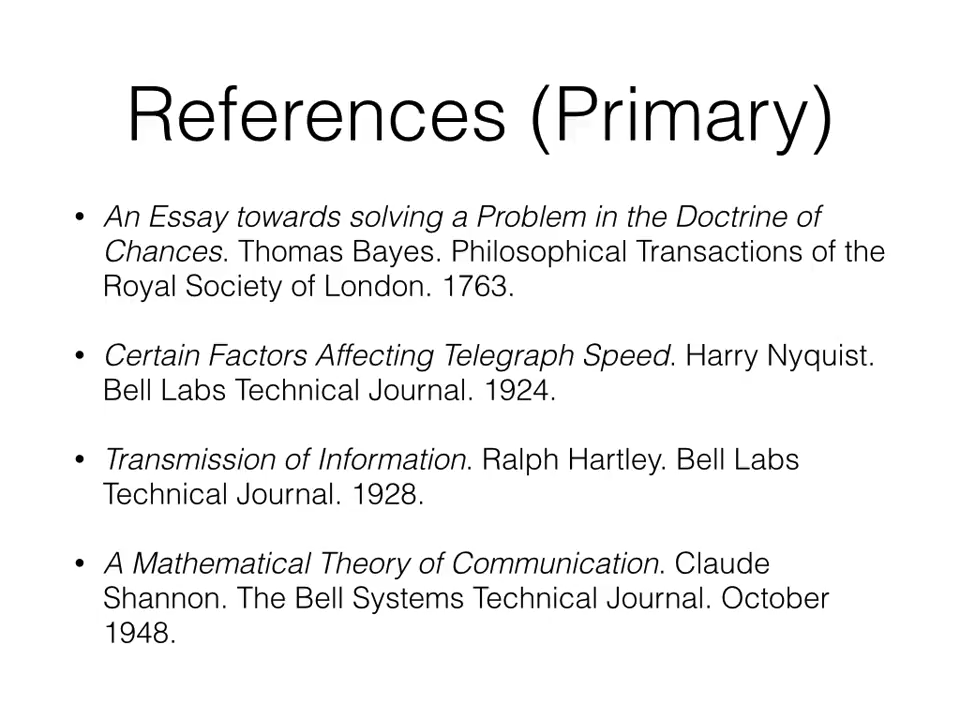 References (Primary)
• An Essay towards solving a Problem in the Doctrine of
Chances. Thomas Bayes. Philosophical Transactions of the
Royal Society of London. 1763.
• Certain Factors Affecting Telegraph Speed. Harry Nyquist.
Bell Labs Technical Journal. 1924.
• Transmission of Information. Ralph Hartley. Bell Labs
Technical Journal. 1928.
• A Mathematical Theory of Communication. Claude
Shannon. The Bell Systems Technical Journal. October
1948.